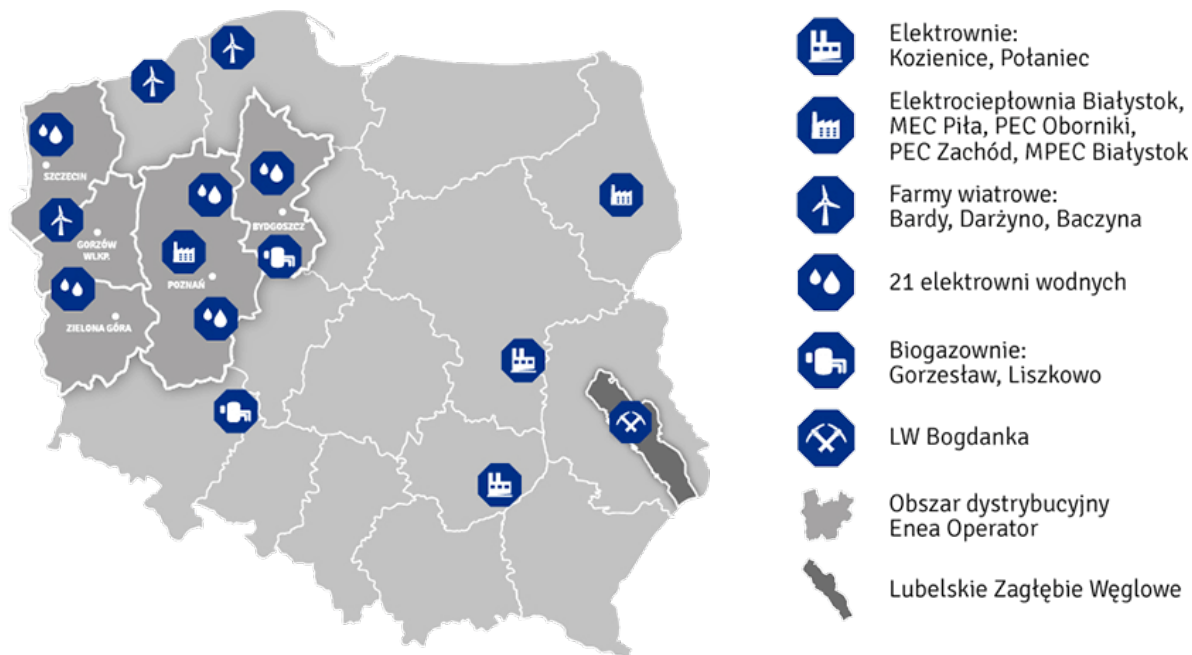 SZCZECIN
GORZÓW
WLKP.
ZIELONA GÓRA
POZNAŃ
BYDGOSZCZ
Elektrownie:
Kozienice, Połaniec
Elektrociepłownia Białystok,
MEC Piła, PEC Oborniki,
PEC Zachód, MPEC Białystok
Farmy wiatrowe:
Bardy, Darżyno, Baczyna
21 elektrowni wodnych
Biogazownie:
Gorzesław, Liszkowo
LW Bogdanka
Obszar dystrybucyjny
Enea Operator
Lubelskie Zagłębie Węglowe